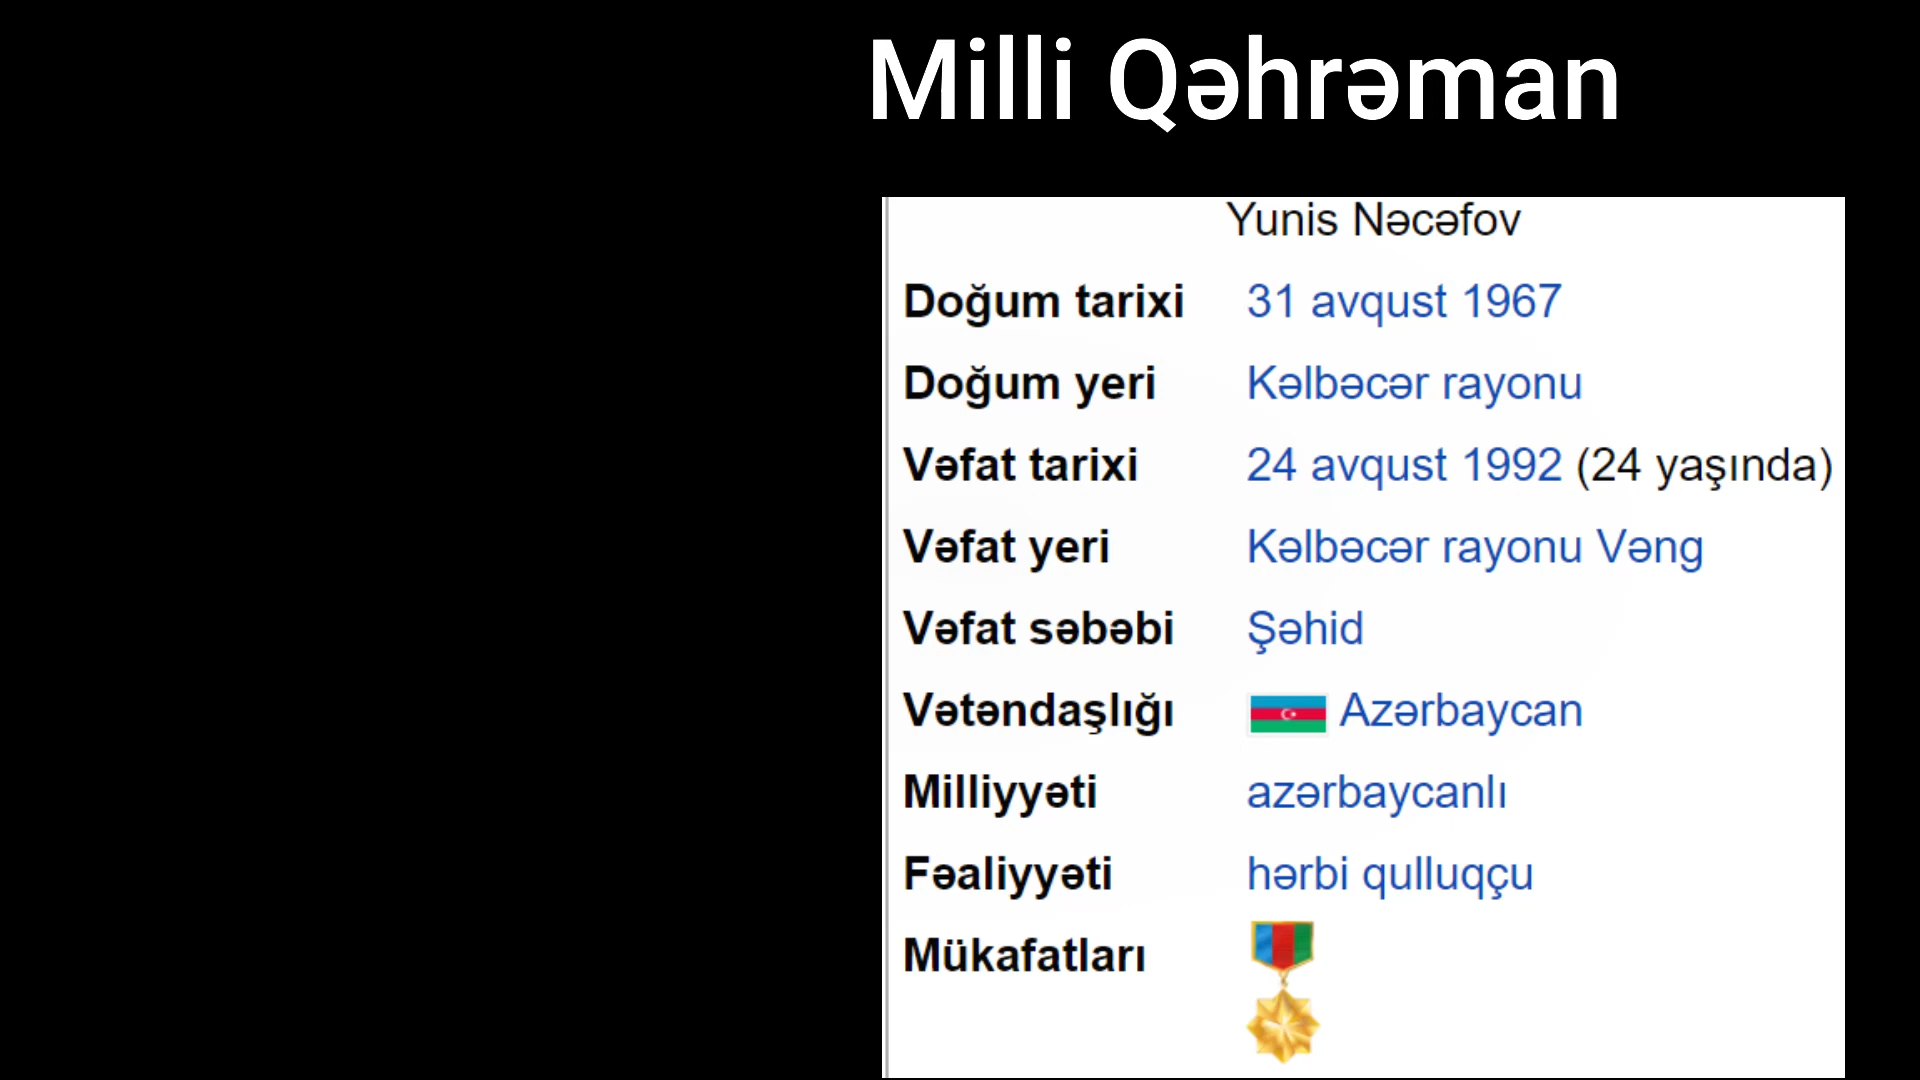 Milli Qəhrəman
Yunis Nəcəfov
Doğum tarixi 31 avqust 1967
Doğum yeri Kəlbəcər rayonu
Vəfat tarixi 24 avqust 1992 (24 yaşında)
Vəfat yeri Kəlbəcər rayonu Vəng
Vəfat səbəbi Şəhid
Vətəndaşlığı Azərbaycan
Milliyyəti azərbaycanlı
Fəaliyyəti hərbi qulluqçu
Mükafatları